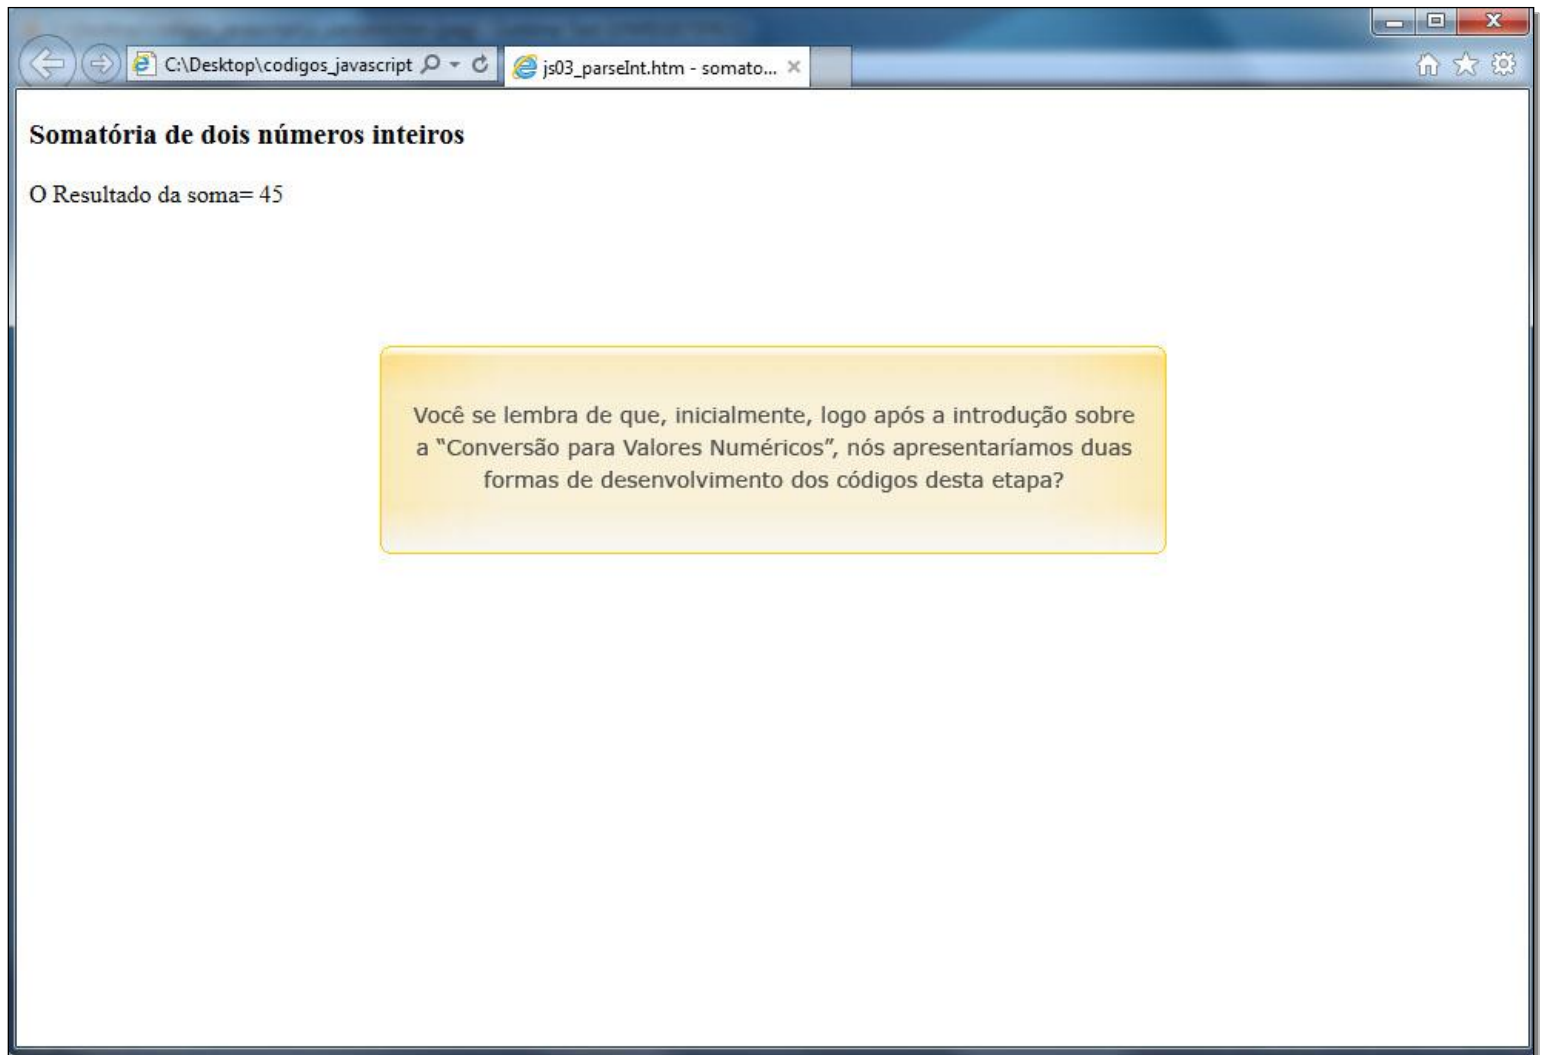 C:\Desktop\codigos_javascript
js03_parseInt.htm - somato...
Somatória de dois números inteiros
O Resultado da soma= 45
Você se lembra de que, inicialmente, logo após a introdução sobre
a “Conversão para Valores Numéricos”, nós apresentaríamos duas
formas de desenvolvimento dos códigos desta etapa?